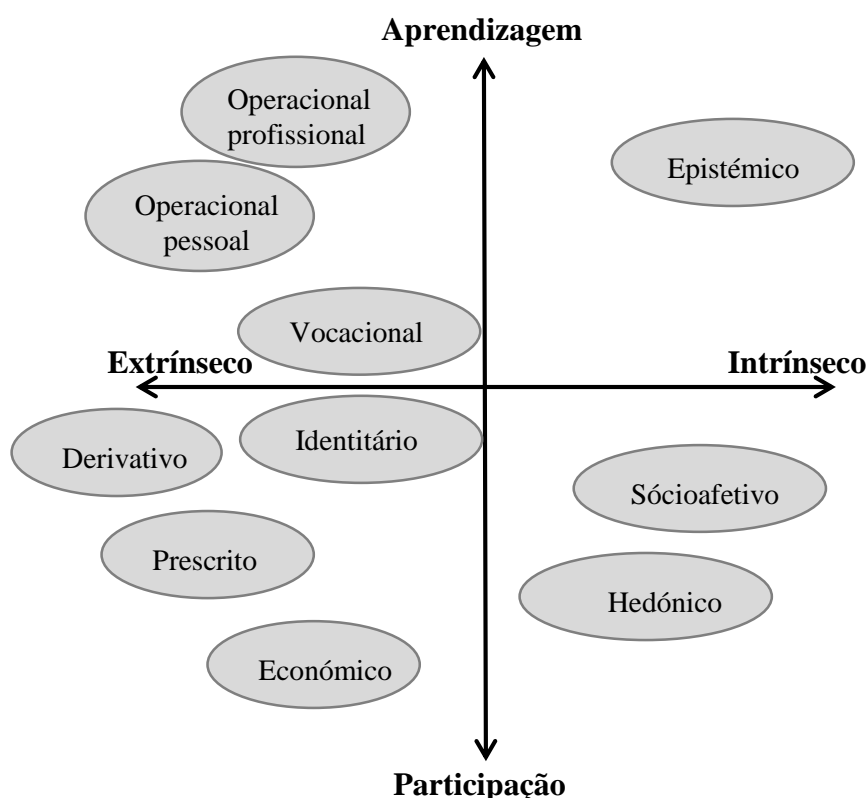 Aprendizagem
Operacional
profissional
Epistémico
Operacional
pessoal
Vocacional
Extrínseco
Intrínseco
Identitário
Derivativo
Sócioafetivo
Prescrito
Hedónico
Económico
Participação